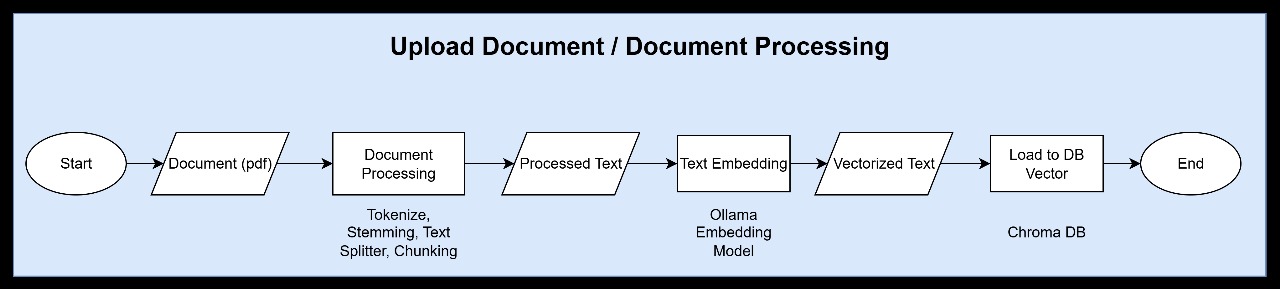 Upload Document / Document Processing
Start
Document (pdf)
Document
Processing
Processed Text
Text Embedding
Vectorized Text
Load to DB
Vector
End
Tokenize,
Stemming, Text
Splitter, Chunking
Ollama
Embedding
Model
Chroma DB